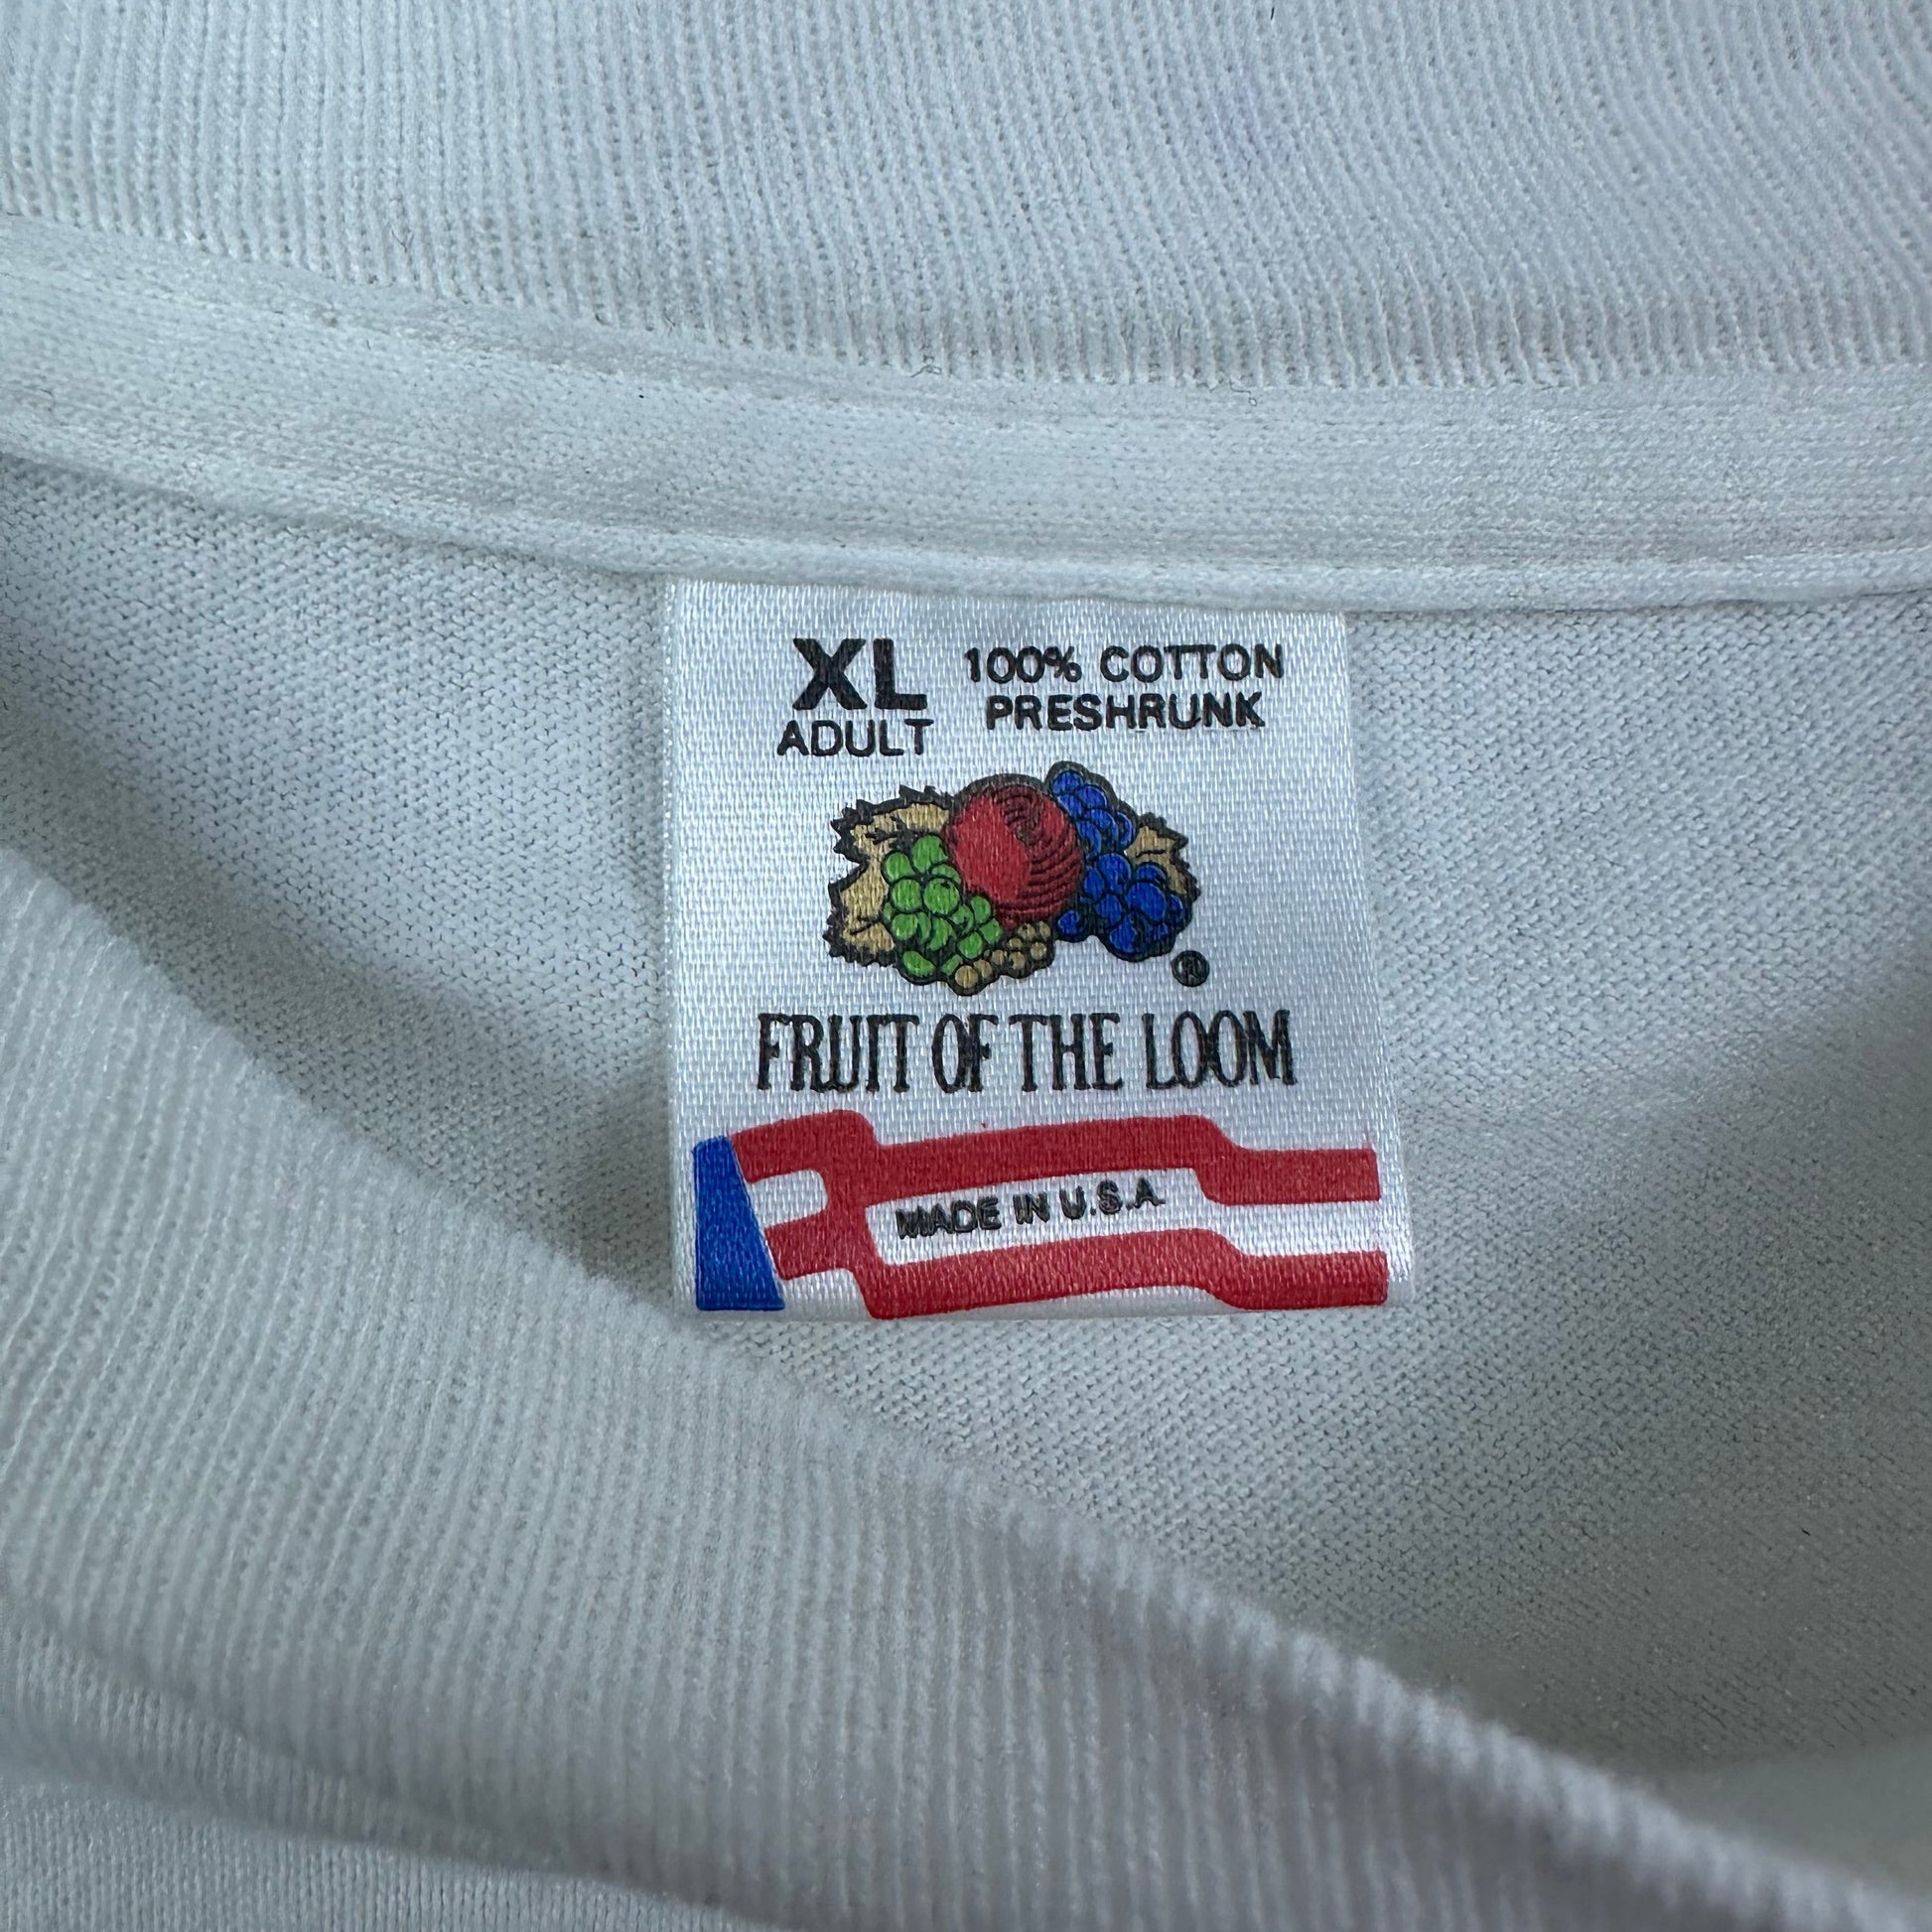 XL
ADULT
100% COTTON
PRESHRUNK
®
FRUIT OF THE LOOM
MADE IN U.S.A.